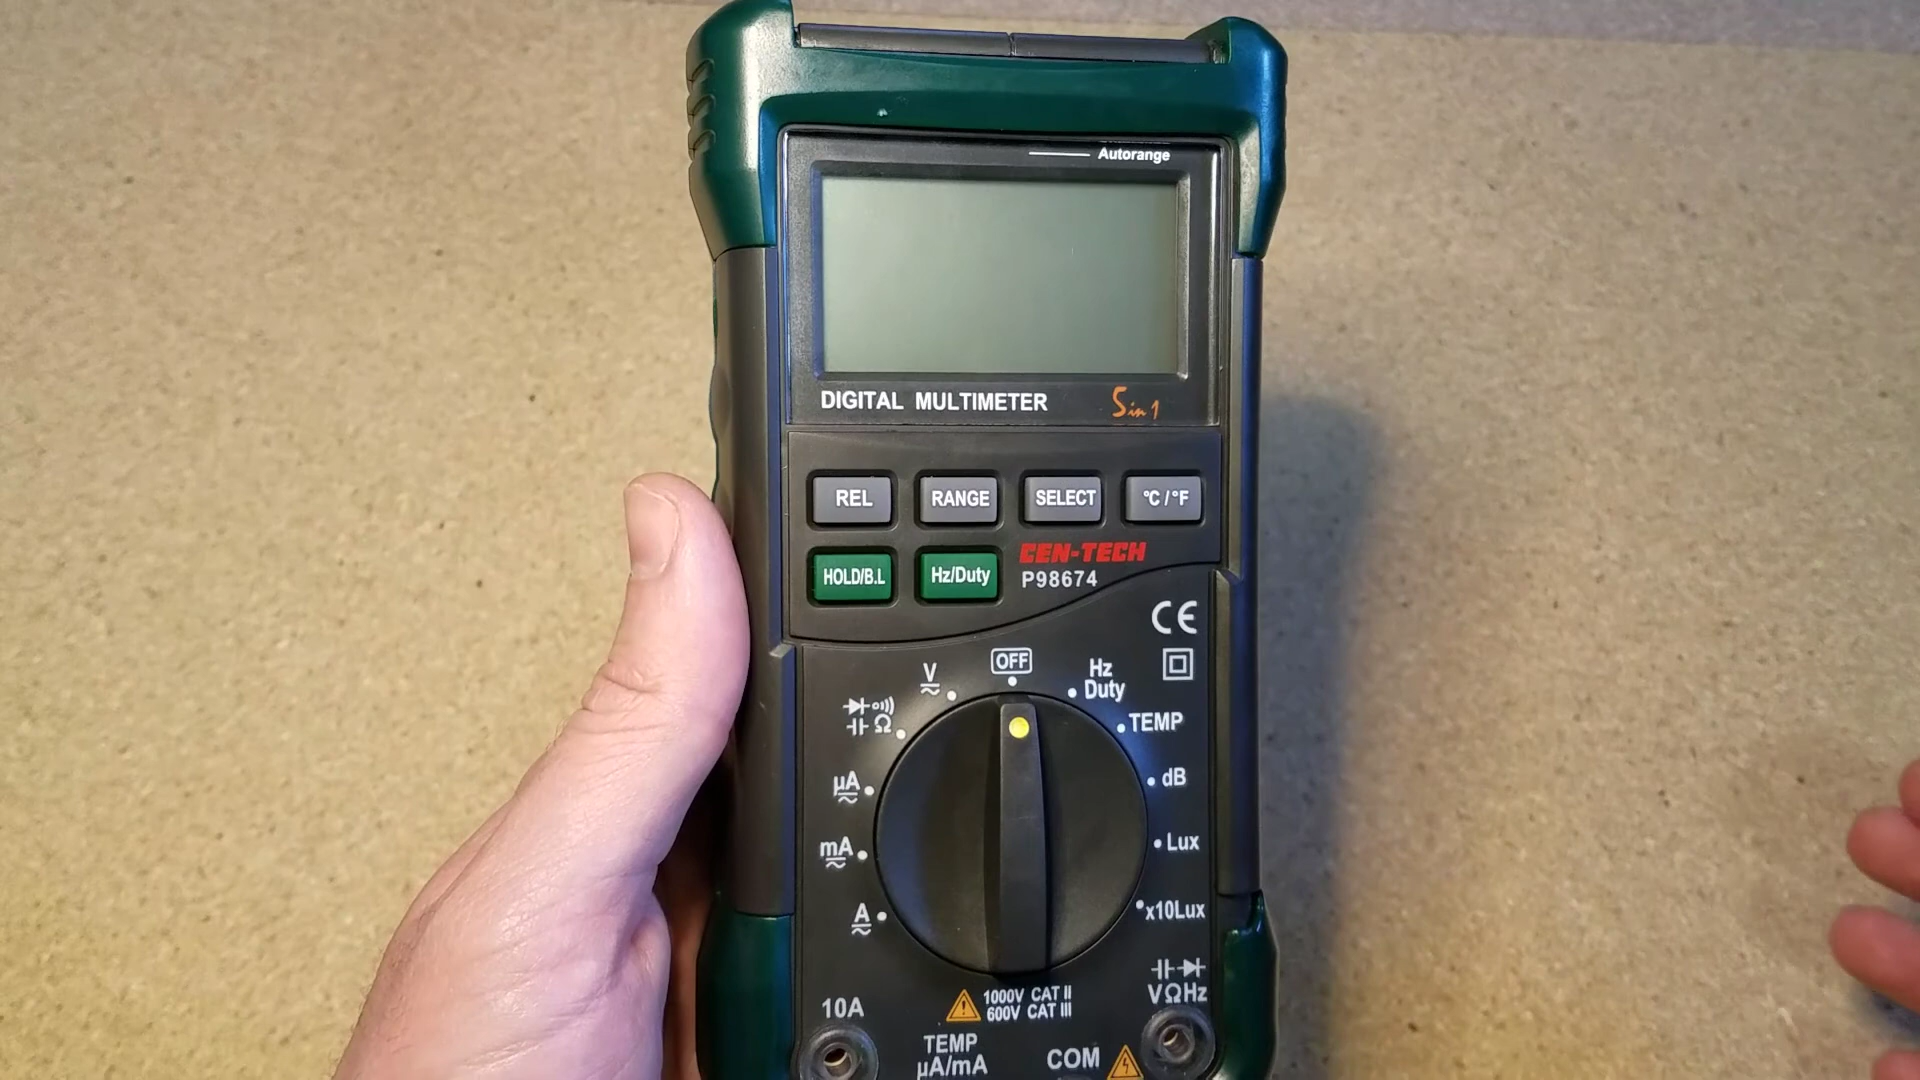 Autorange
DIGITAL MULTIMETER 5 in 1
REL RANGE SELECT °C/°F
HOLD/B.L Hz/Duty CEN-TECH
P98674
CE
OFF
V
Hz
Duty
Ω
TEMP
µA
dB
mA
Lux
A
x10Lux
10A
1000V CAT II
600V CAT III
VΩHz
TEMP
µA/mA
COM